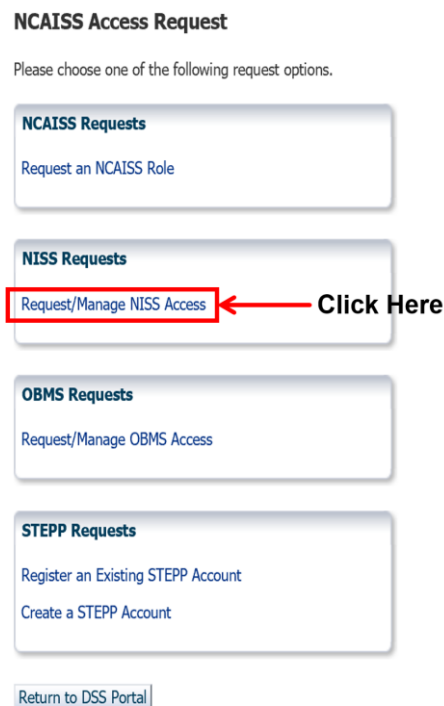 NCAISS Access Request
Please choose one of the following request options.
NCAISS Requests
Request an NCAISS Role
NISS Requests
Request/Manage NISS Access
Click Here
OBMS Requests
Request/Manage OBMS Access
STEPP Requests
Register an Existing STEPP Account
Create a STEPP Account
Return to DSS Portal